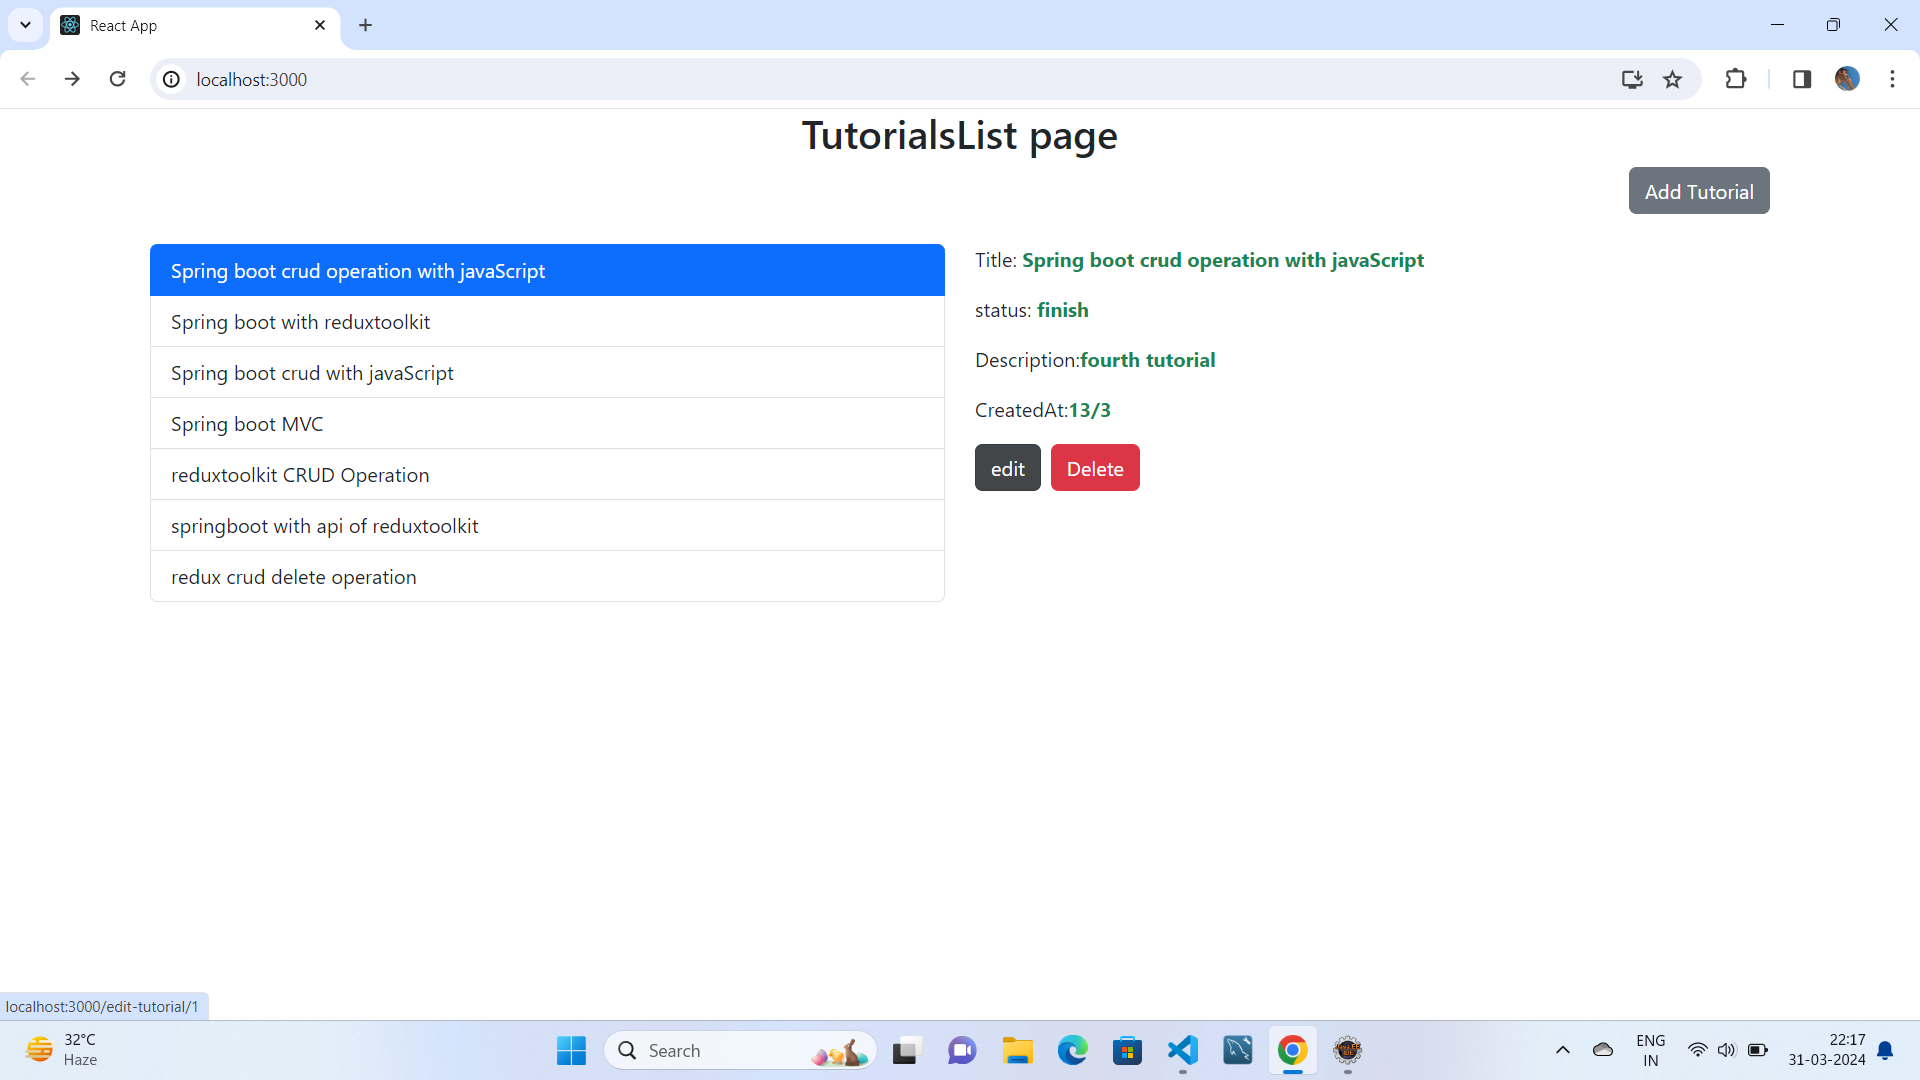 React App
localhost:3000
TutorialsList page
Add Tutorial
Spring boot crud operation with javaScript
Spring boot with reduxtoolkit
Spring boot crud with javaScript
Spring boot MVC
reduxtoolkit CRUD Operation
springboot with api of reduxtoolkit
redux crud delete operation
Title: Spring boot crud operation with javaScript
status: finish
Description:fourth tutorial
CreatedAt:13/3
edit Delete
localhost:3000/edit-tutorial/1
32°C
Haze
Search
ENG
IN
22:17
31-03-2024